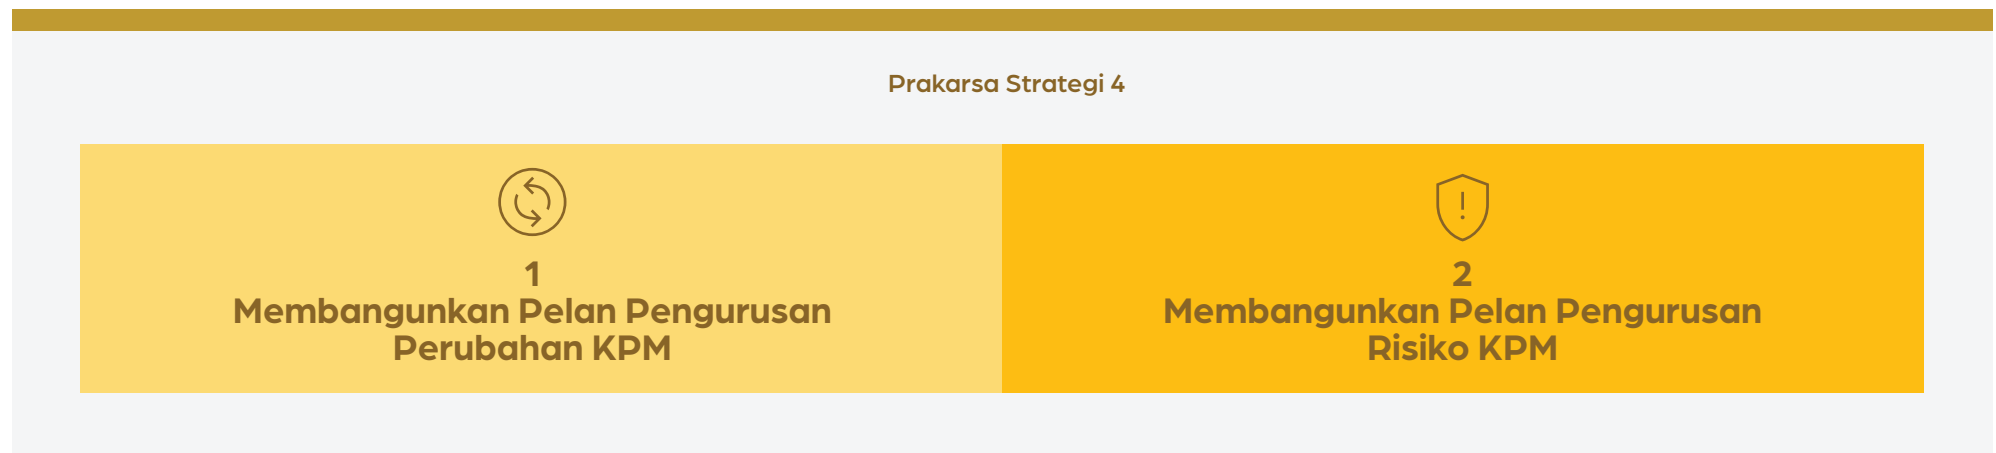 Prakarsa Strategi 4
1
Membangunkan Pelan Pengurusan
Perubahan KPM
2
Membangunkan Pelan Pengurusan
Risiko KPM